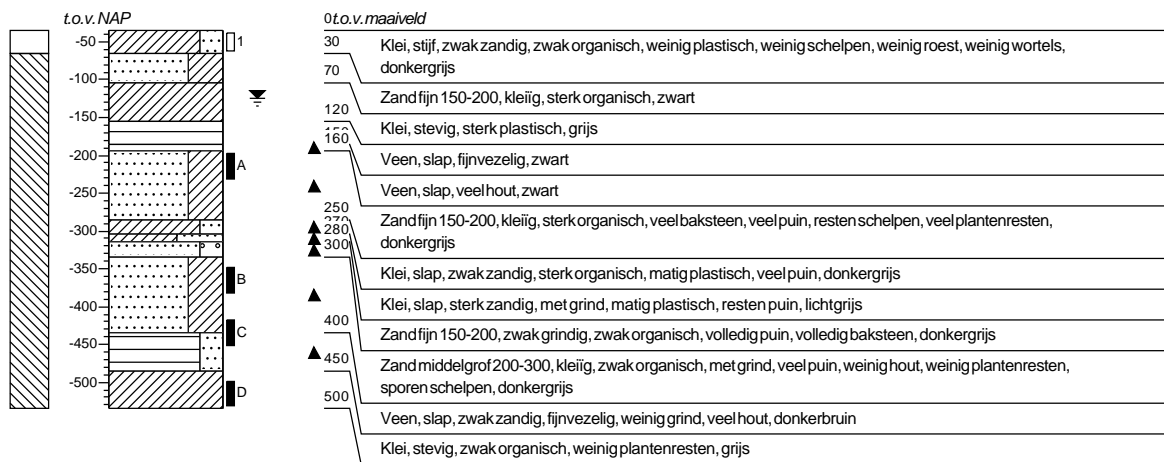 t.o.v. NAP
0 t.o.v. maaiveld
-50
-100
-150
-200
-250
-300
-350
-400
-450
-500
1
A
B
C
D
30
70
120
160
250
280
300
400
450
500
Klei, stijf, zwak zandig, zwak organisch, weinig plastisch, weinig schelpen, weinig roest, weinig wortels,
donkergrijs
Zand fijn 150-200, kleiïg, sterk organisch, zwart
Klei, stevig, sterk plastisch, grijs
Veen, slap, fijnvezelig, zwart
Veen, slap, veel hout, zwart
Zand fijn 150-200, kleiïg, sterk organisch, veel baksteen, veel puin, resten schelpen, veel plantenresten,
donkergrijs
Klei, slap, zwak zandig, sterk organisch, matig plastisch, veel puin, donkergrijs
Klei, slap, sterk zandig, met grind, matig plastisch, resten puin, lichtgrijs
Zand fijn 150-200, zwak grindig, zwak organisch, volledig puin, volledig baksteen, donkergrijs
Zand middelgrof 200-300, kleiïg, zwak organisch, met grind, veel puin, weinig hout, weinig plantenresten,
sporen schelpen, donkergrijs
Veen, slap, zwak zandig, fijnvezelig, weinig grind, veel hout, donkerbruin
Klei, stevig, zwak organisch, weinig plantenresten, grijs